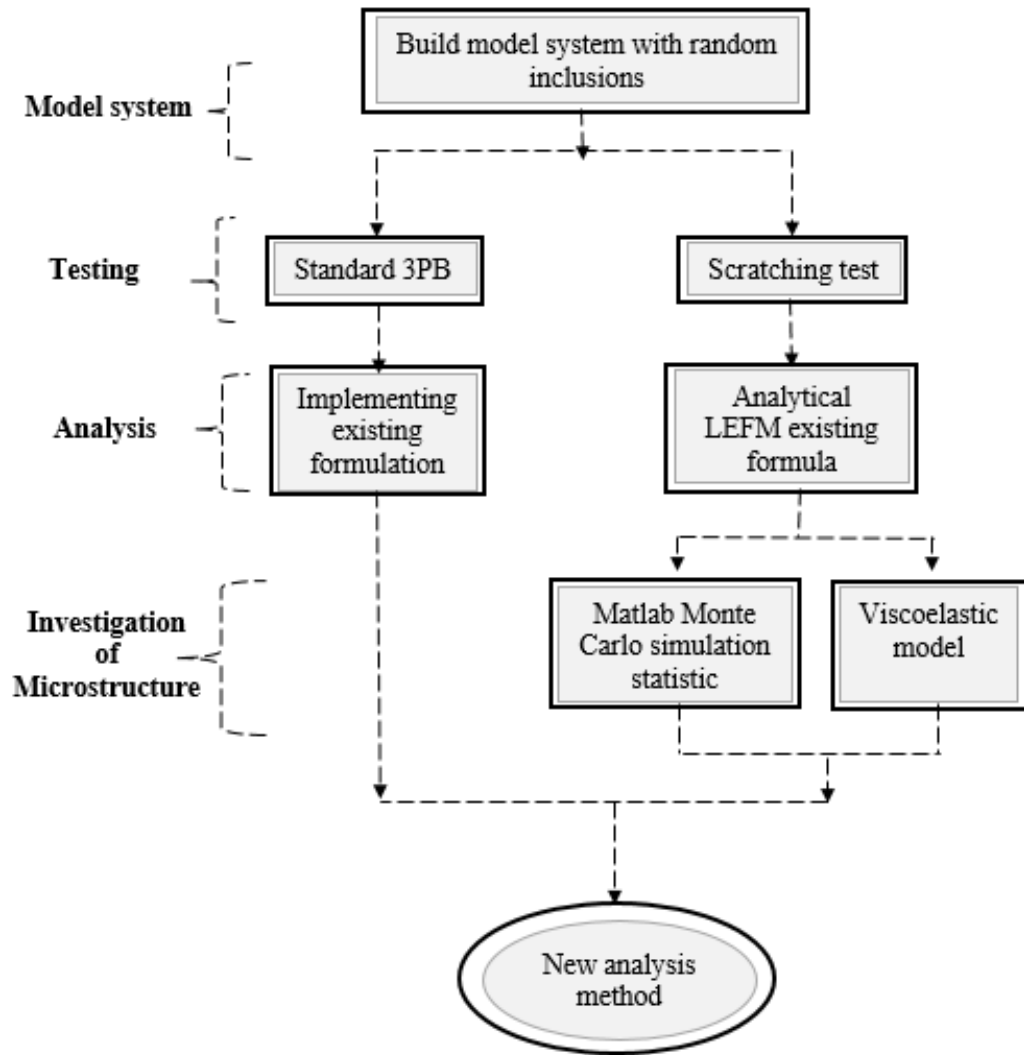 Build model system with random
inclusions
Model system
Testing
Standard 3PB
Scratching test
Analysis
Implementing
existing
formulation
Analytical
LEFM existing
formula
Investigation
of
Microstructure
Matlab Monte
Carlo simulation
statistic
Viscoelastic
model
New analysis
method